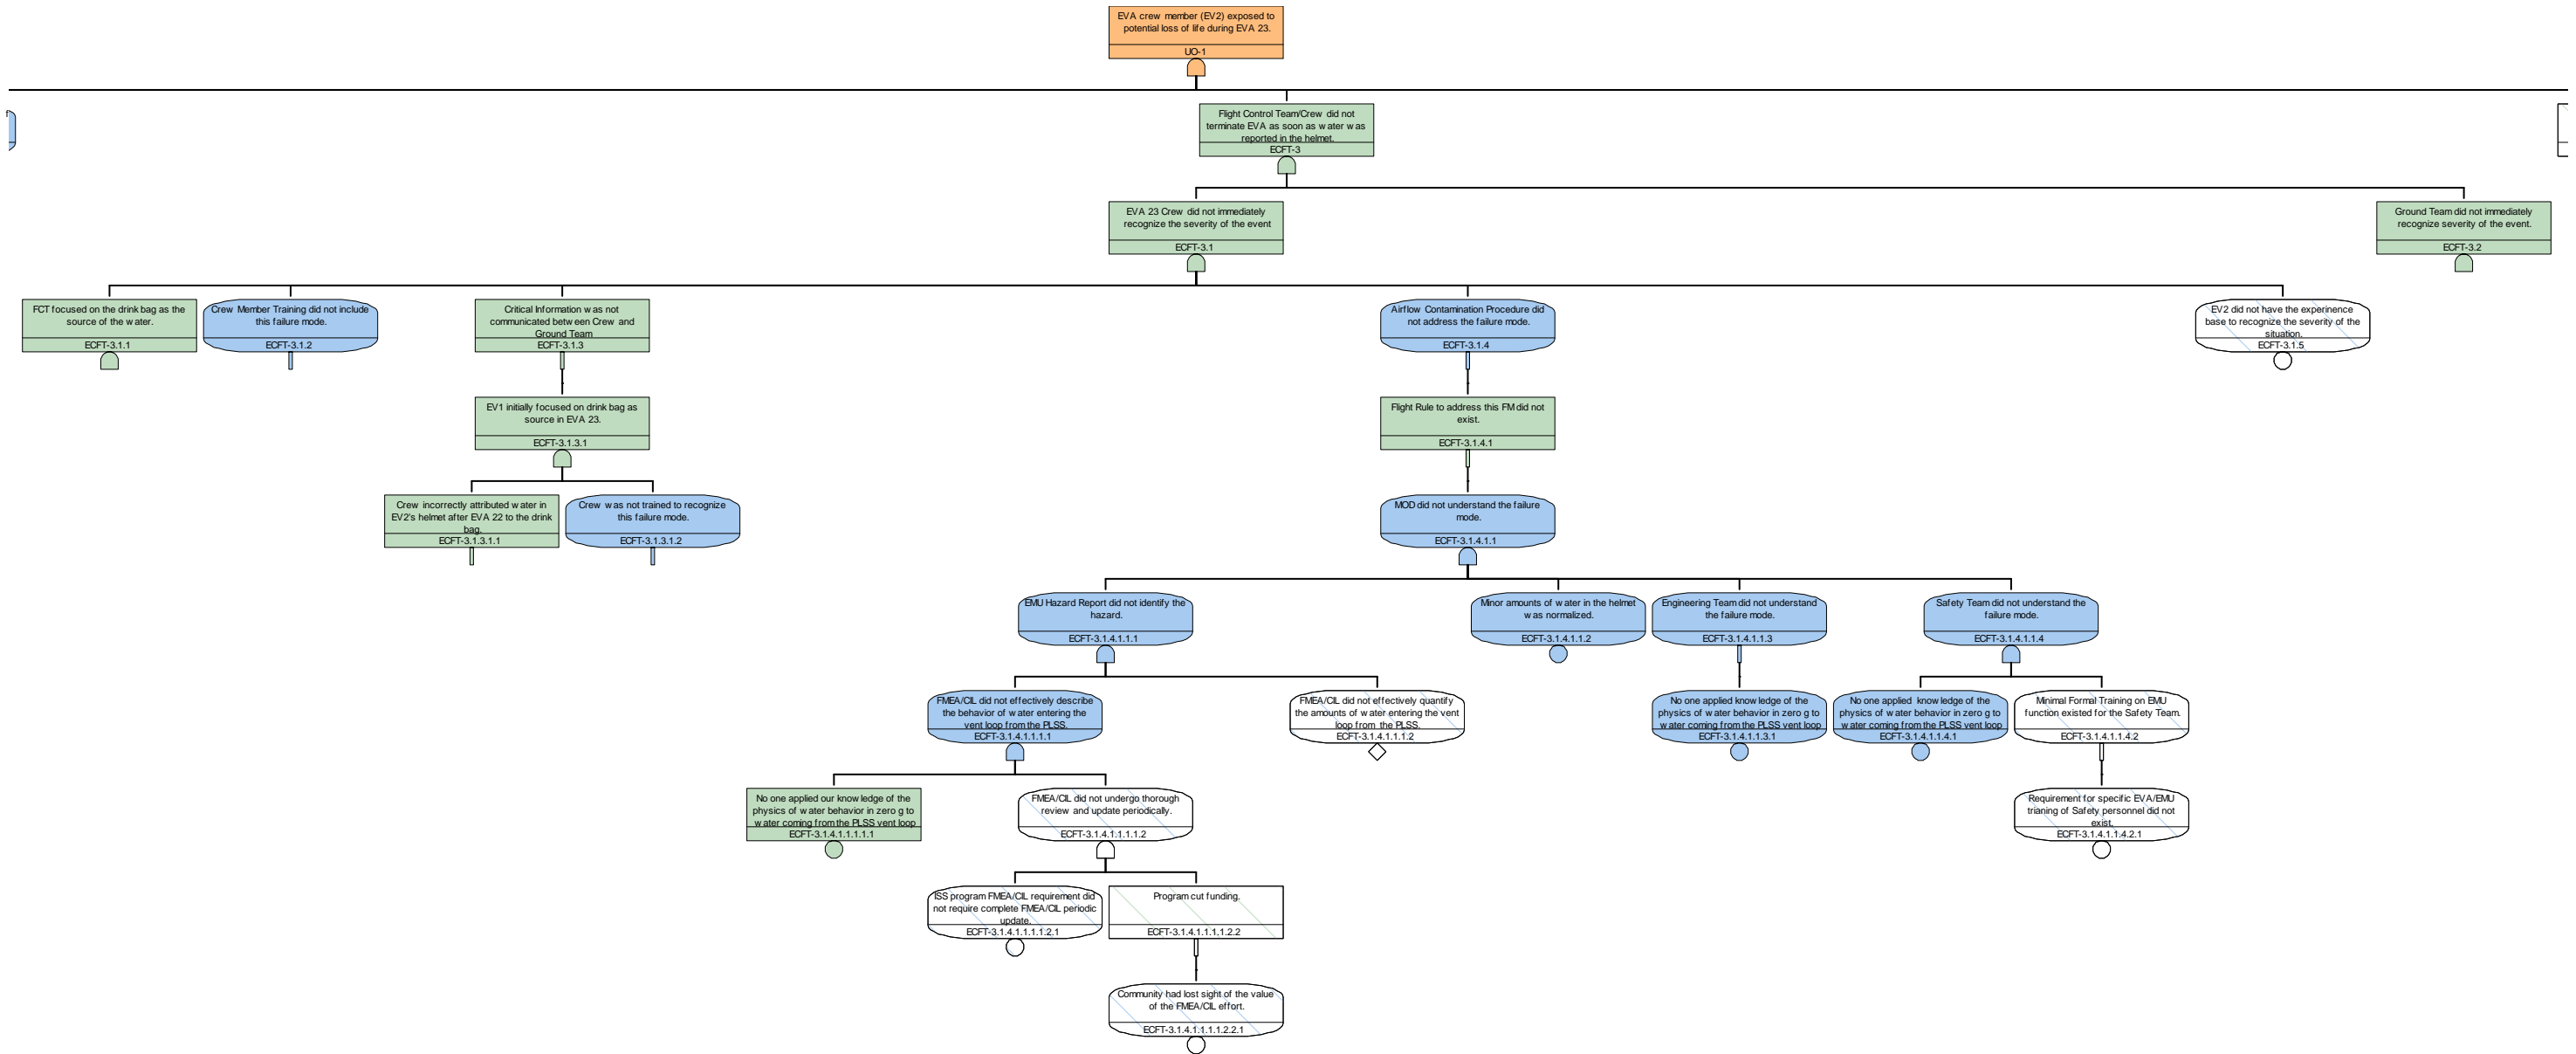 EVA crew member (EV2) exposed to
potential loss of life during EVA 23.
UO-1
Flight Control Team/Crew did not
terminate EVA as soon as water was
reported in the helmet.
ECFT-3
EVA 23 Crew did not immediately
recognize the severity of the event
ECFT-3.1
Ground Team did not immediately
recognize severity of the event.
ECFT-3.2
FCT focused on the drink bag as the
source of the water.
ECFT-3.1.1
Crew Member Training did not include
this failure mode.
ECFT-3.1.2
Critical Information was not
communicated between Crew and
Ground Team
ECFT-3.1.3
Airflow Contamination Procedure did
not address the failure mode.
ECFT-3.1.4
EV2 did not have the experinence
base to recognize the severity of the
situation.
ECFT-3.1.5
EV1 initially focused on drink bag as
source in EVA 23.
ECFT-3.1.3.1
Flight Rule to address this FM did not
exist.
ECFT-3.1.4.1
Crew incorrectly attributed water in
EV2's helmet after EVA 22 to the drink
bag.
ECFT-3.1.3.1.1
Crew was not trained to recognize
this failure mode.
ECFT-3.1.3.1.2
MOD did not understand the failure
mode.
ECFT-3.1.4.1.1
EMU Hazard Report did not identify the
hazard.
ECFT-3.1.4.1.1.1
Minor amounts of water in the helmet
was normalized.
ECFT-3.1.4.1.1.2
Engineering Team did not understand
the failure mode.
ECFT-3.1.4.1.1.3
Safety Team did not understand the
failure mode.
ECFT-3.1.4.1.1.4
FMEA/CIL did not effectively describe
the behavior of water entering the
vent loop from the PLSS.
ECFT-3.1.4.1.1.1.1
FMEA/CIL did not effectively quantify
the amounts of water entering the vent
loop from the PLSS.
ECFT-3.1.4.1.1.1.2
No one applied knowledge of the
physics of water behavior in zero g to
water coming from the PLSS vent loop
ECFT-3.1.4.1.1.3.1
No one applied knowledge of the
physics of water behavior in zero g to
water coming from the PLSS vent loop
ECFT-3.1.4.1.1.4.1
Minimal Formal Training on EMU
function existed for the Safety Team.
ECFT-3.1.4.1.1.4.2
No one applied our knowledge of the
physics of water behavior in zero g to
water coming from the PLSS vent loop
ECFT-3.1.4.1.1.1.1.1
FMEA/CIL did not undergo thorough
review and update periodically.
ECFT-3.1.4.1.1.1.1.2
Requirement for specific EVA/EMU
trianing of Safety personnel did not
exist.
ECFT-3.1.4.1.1.4.2.1
ISS program FMEA/CIL requirement did
not require complete FMEA/CIL periodic
update.
ECFT-3.1.4.1.1.1.1.2.1
Program cut funding.
ECFT-3.1.4.1.1.1.1.2.2
Community had lost sight of the value
of the FMEA/CIL effort.
ECFT-3.1.4.1.1.1.1.2.2.1